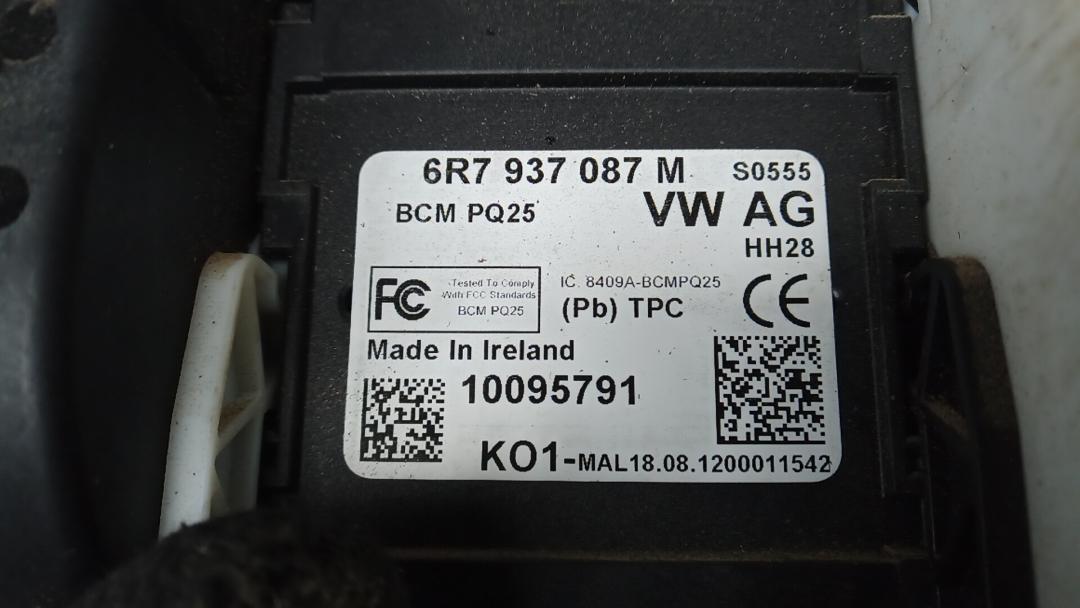 6R7 937 087 M S0555
BCM PQ25 VW AG
HH28
FC Tested To Comply
With FCC Standards
BCM PQ25
IC: 8409A-BCMPQ25
(Pb) TPC CE
Made In Ireland
10095791
KO1-MAL18.08.1200011542